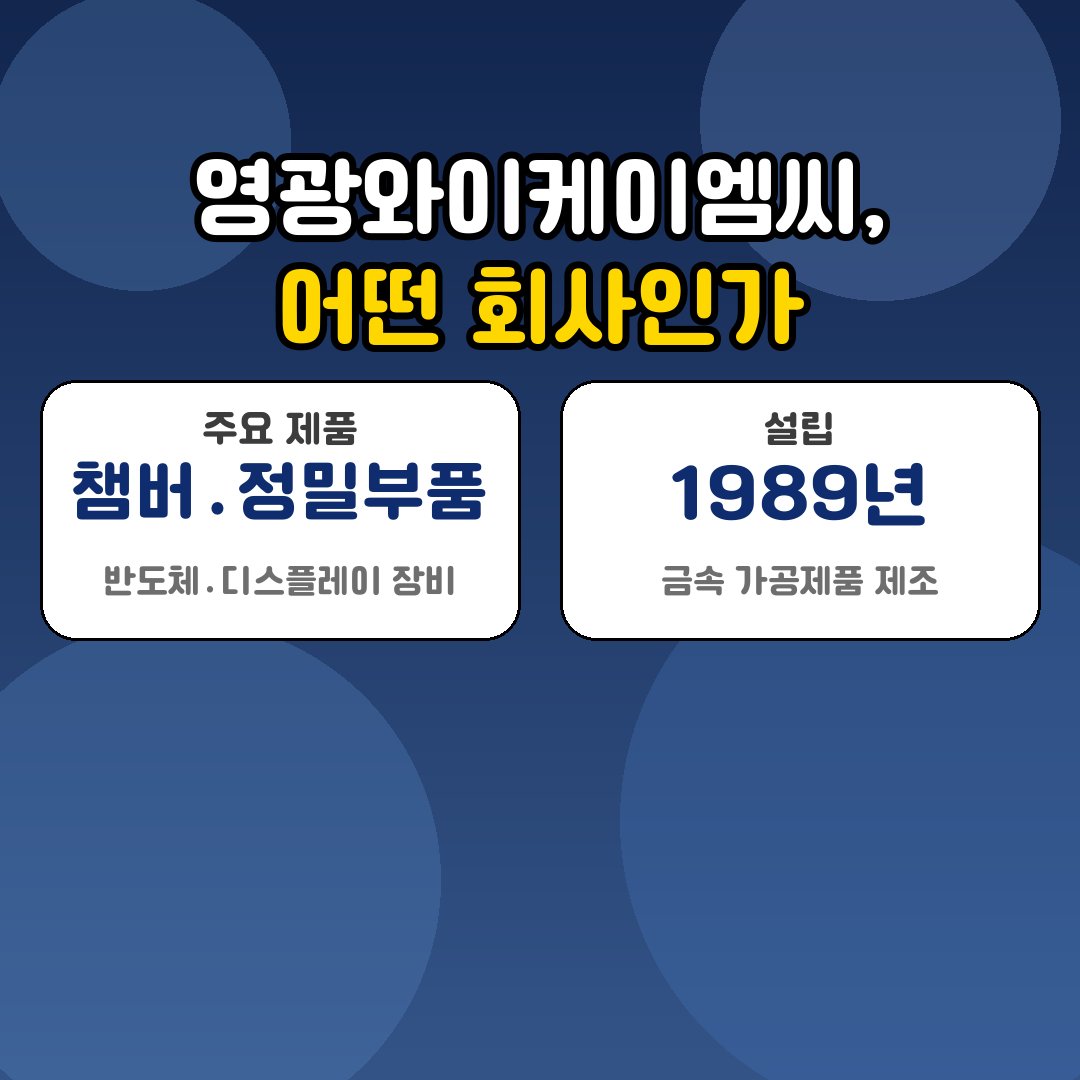 영광와이케이엠씨,
어떤 회사인가
주요 제품
챔버.정밀부품
반도체.디스플레이 장비
설립
1989년
금속 가공제품 제조